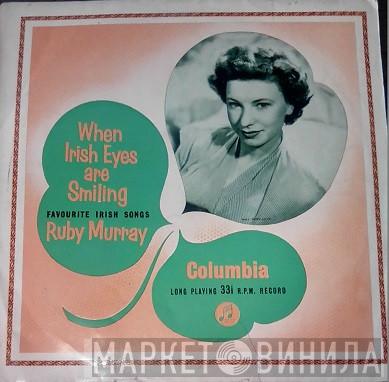 When
Irish Eyes
are
Smiling
FAVOURITE IRISH SONGS
Ruby Murray
Columbia
LONG PLAYING 33⅓ R.P.M. RECORD
МАРКЕТ ВИНИЛА